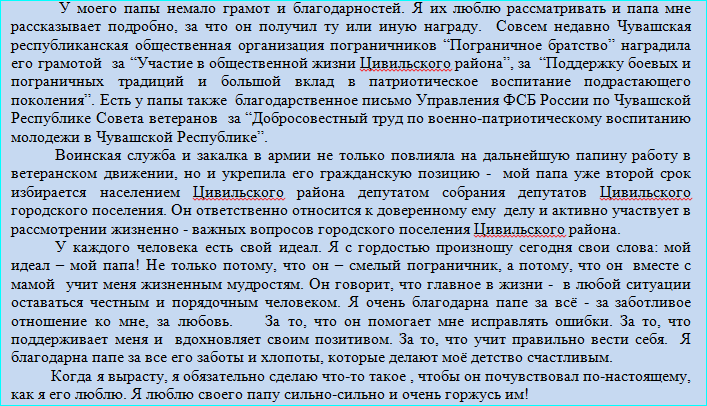 У моего папы немало грамот и благодарностей. Я их люблю рассматривать и папа мне
рассказывает подробно, за что он получил ту или иную награду. Совсем недавно Чувашская
республиканская общественная организация пограничников “Пограничное братство” наградила
его грамотой за “Участие в общественной жизни Цивильского района”, за “Поддержку боевых и
пограничных традиций и большой вклад в патриотическое воспитание подрастающего
поколения”. Есть у папы также благодарственное письмо Управления ФСБ России по Чувашской
Республике Совета ветеранов за “Добросовестный труд по военно-патриотическому воспитанию
молодежи в Чувашской Республике”.
Воинская служба и закалка в армии не только повлияла на дальнейшую папину работу в
ветеранском движении, но и укрепила его гражданскую позицию - мой папа уже второй срок
избирается населением Цивильского района депутатом собрания депутатов Цивильского
городского поселения. Он ответственно относится к доверенному ему делу и активно участвует в
рассмотрении жизненно - важных вопросов городского поселения Цивильского района.
У каждого человека есть свой идеал. Я с гордостью произношу сегодня свои слова: мой
идеал – мой папа! Не только потому, что он – смелый пограничник, а потому, что он вместе с
мамой учит меня жизненным мудростям. Он говорит, что главное в жизни - в любой ситуации
оставаться честным и порядочным человеком. Я очень благодарна папе за всё - за заботливое
отношение ко мне, за любовь. За то, что он помогает мне исправлять ошибки. За то, что
поддерживает меня и вдохновляет своим позитивом. За то, что учит правильно вести себя. Я
благодарна папе за все его заботы и хлопоты, которые делают моё детство счастливым.
Когда я вырасту, я обязательно сделаю что-то такое , чтобы он почувствовал по-настоящему,
как я его люблю. Я люблю своего папу сильно-сильно и очень горжусь им!